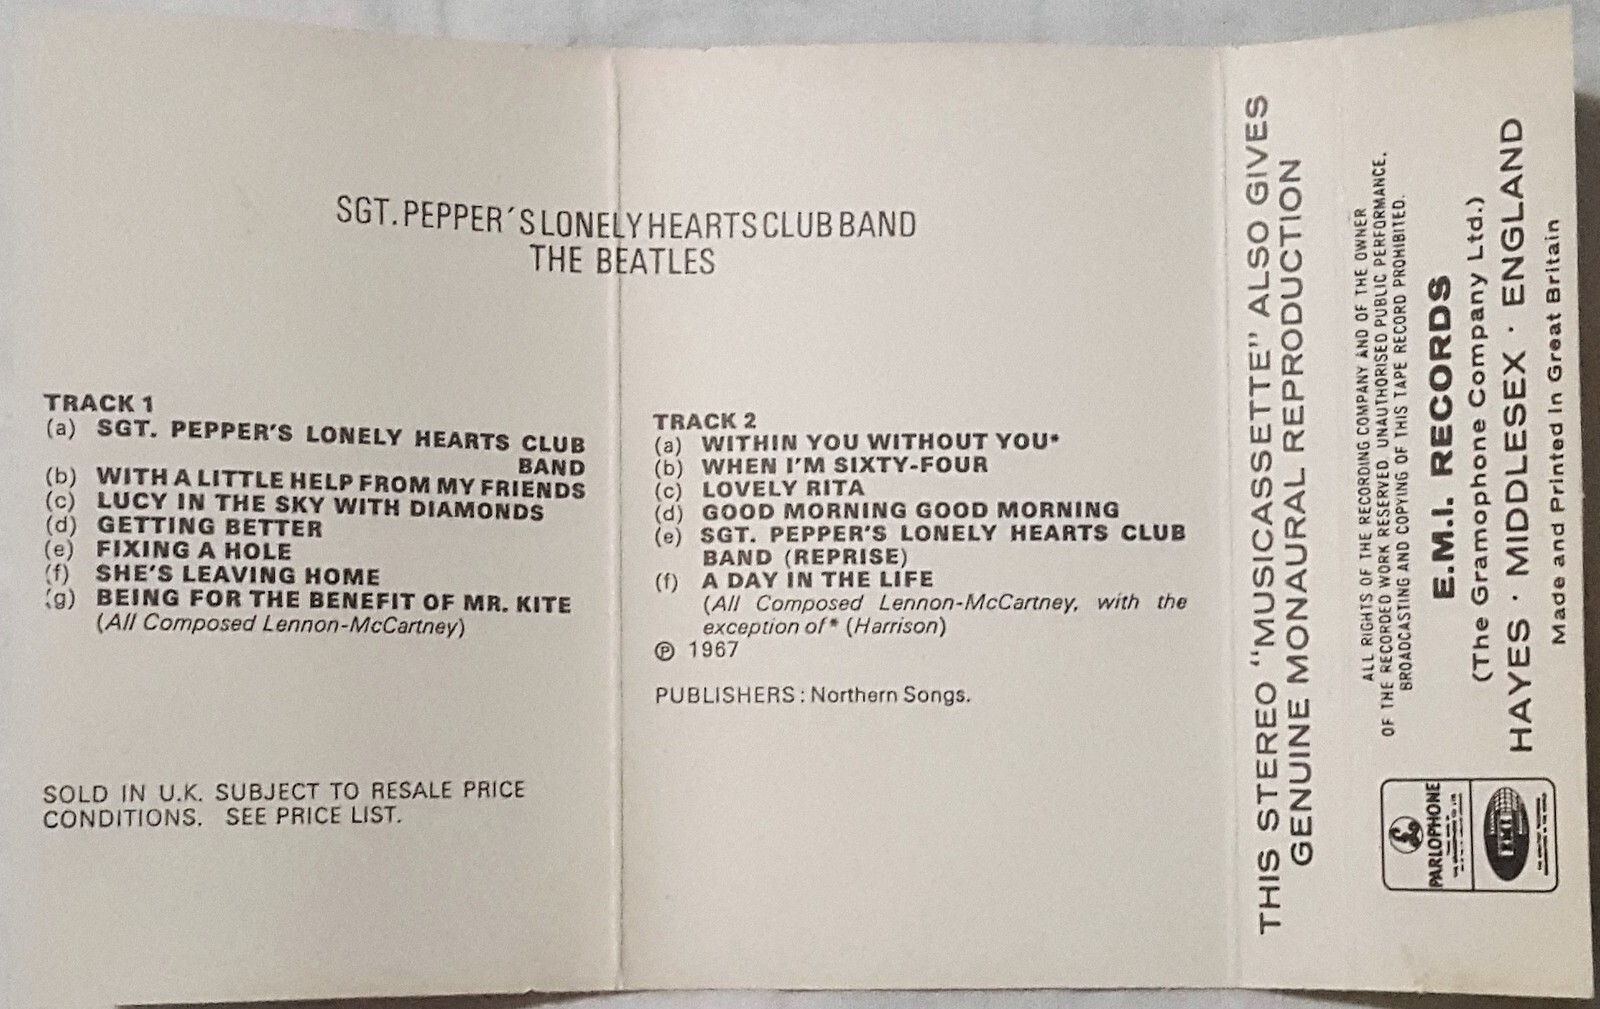 SGT. PEPPER'S LONELY HEARTS CLUB BAND
THE BEATLES
TRACK 1
(a) SGT. PEPPER'S LONELY HEARTS CLUB
BAND
(b) WITH A LITTLE HELP FROM MY FRIENDS
(c) LUCY IN THE SKY WITH DIAMONDS
(d) GETTING BETTER
(e) FIXING A HOLE
(f) SHE'S LEAVING HOME
(g) BEING FOR THE BENEFIT OF MR. KITE
(All Composed Lennon-McCartney)
SOLD IN U.K. SUBJECT TO RESALE PRICE
CONDITIONS. SEE PRICE LIST.
TRACK 2
(a) WITHIN YOU WITHOUT YOU*
(b) WHEN I'M SIXTY-FOUR
(c) LOVELY RITA
(d) GOOD MORNING GOOD MORNING
(e) SGT. PEPPER'S LONELY HEARTS CLUB
BAND (REPRISE)
(f) A DAY IN THE LIFE
(All Composed Lennon-McCartney, with the
exception of* (Harrison)
℗ 1967
PUBLISHERS: Northern Songs.
THIS STEREO "MUSICASSETTE" ALSO GIVES
GENUINE MONAURAL REPRODUCTION
ALL RIGHTS OF THE RECORDING COMPANY AND OF THE OWNER
OF THE RECORDED WORK RESERVED. UNAUTHORISED PUBLIC PERFORMANCE,
BROADCASTING AND COPYING OF THIS TAPE RECORD PROHIBITED.
E.M.I. RECORDS
(The Gramophone Company Ltd.)
HAYES · MIDDLESEX · ENGLAND
Made and Printed in Great Britain
£
PARLOPHONE
EMI